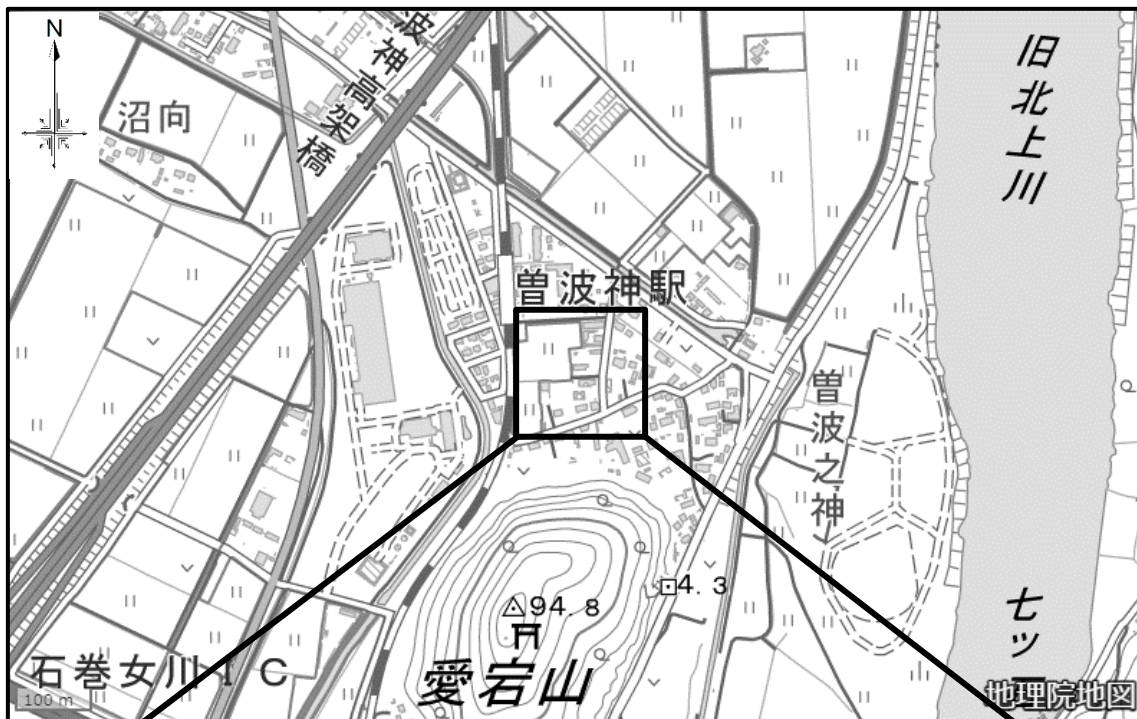 N
波神高架橋
沼向
旧北上川
曽波神駅
曽波之神
4.3
94.8
愛宕山
石巻女川IC
100 m
七ツ
地理院地図